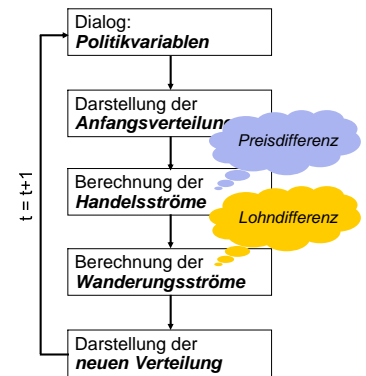 Dialog:
Politikvariablen
Darstellung der
Anfangsverteilung
Preisdifferenz
Berechnung der
Handelsströme
Lohndifferenz
Berechnung der
Wanderungsströme
Darstellung der
neuen Verteilung
t = t+1